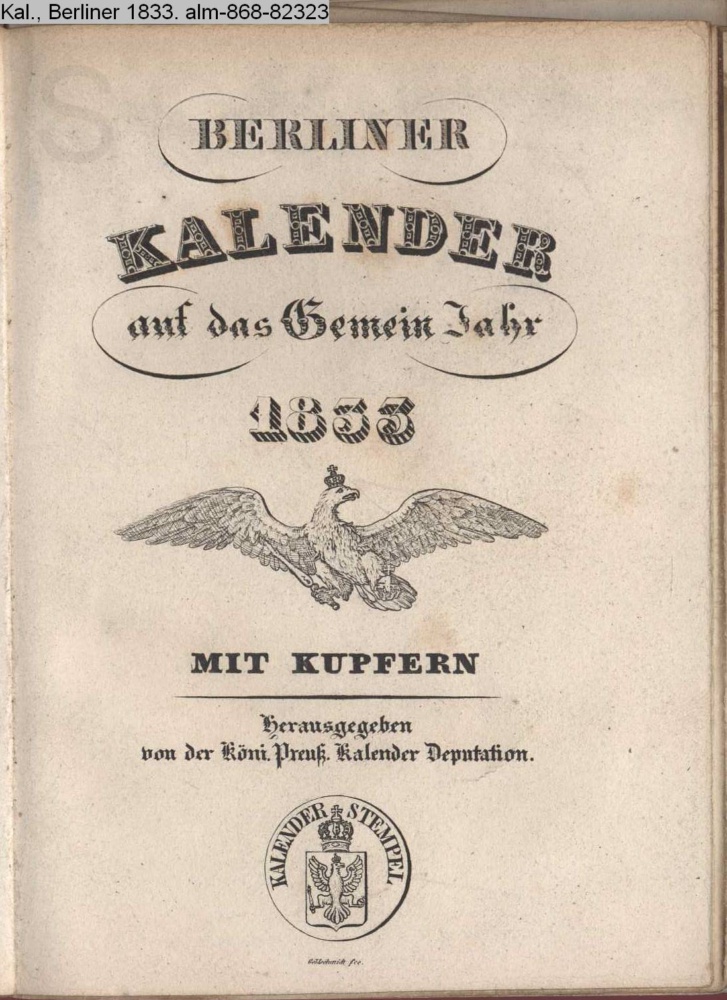 Kal., Berliner 1833. alm-868-82323
BERLINER
KALENDER
auf das Gemein Jahr
1833
MIT KUPFERN
Herausgegeben
von der Köni. Preuß. Kalender Deputation.
KALENDER STEMPEL